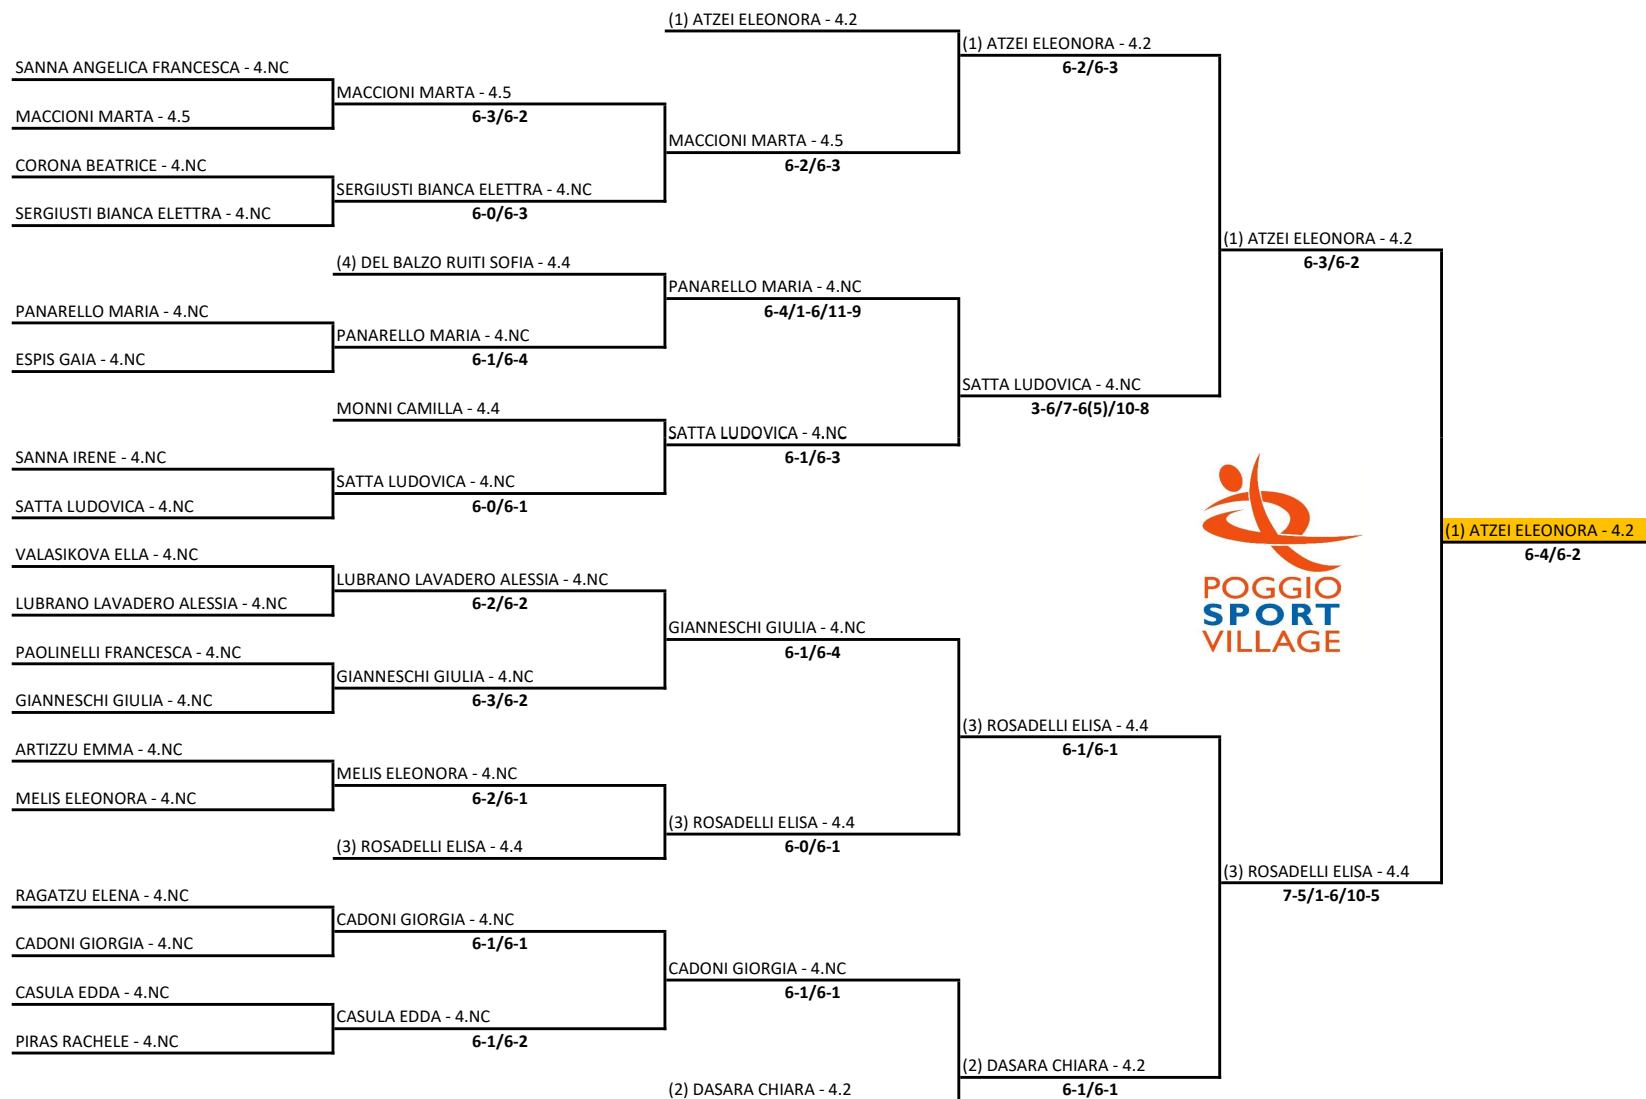 (1) ATZEI ELEONORA - 4.2
(1) ATZEI ELEONORA - 4.2
6-2/6-3
SANNA ANGELICA FRANCESCA - 4.NC
MACCIONI MARTA - 4.5
6-3/6-2
MACCIONI MARTA - 4.5
MACCIONI MARTA - 4.5
6-2/6-3
CORONA BEATRICE - 4.NC
SERGIUSTI BIANCA ELETTRA - 4.NC
6-0/6-3
SERGIUSTI BIANCA ELETTRA - 4.NC
(1) ATZEI ELEONORA - 4.2
6-3/6-2
(4) DEL BALZO RUITI SOFIA - 4.4
PANARELLO MARIA - 4.NC
6-4/1-6/11-9
PANARELLO MARIA - 4.NC
PANARELLO MARIA - 4.NC
6-1/6-4
ESPIS GAIA - 4.NC
SATTA LUDOVICA - 4.NC
3-6/7-6(5)/10-8
MONNI CAMILLA - 4.4
SATTA LUDOVICA - 4.NC
6-1/6-3
SANNA IRENE - 4.NC
SATTA LUDOVICA - 4.NC
6-0/6-1
SATTA LUDOVICA - 4.NC
(1) ATZEI ELEONORA - 4.2
6-4/6-2
VALASIKOVA ELLA - 4.NC
LUBRANO LAVADERO ALESSIA - 4.NC
6-2/6-2
LUBRANO LAVADERO ALESSIA - 4.NC
POGGIO
SPORT
VILLAGE
GIANNESCHI GIULIA - 4.NC
6-1/6-4
PAOLINELLI FRANCESCA - 4.NC
GIANNESCHI GIULIA - 4.NC
6-3/6-2
GIANNESCHI GIULIA - 4.NC
(3) ROSADELLI ELISA - 4.4
6-1/6-1
ARTIZZU EMMA - 4.NC
MELIS ELEONORA - 4.NC
6-2/6-1
MELIS ELEONORA - 4.NC
(3) ROSADELLI ELISA - 4.4
6-0/6-1
(3) ROSADELLI ELISA - 4.4
(3) ROSADELLI ELISA - 4.4
7-5/1-6/10-5
RAGATZU ELENA - 4.NC
CADONI GIORGIA - 4.NC
6-1/6-1
CADONI GIORGIA - 4.NC
CADONI GIORGIA - 4.NC
6-1/6-1
CASULA EDDA - 4.NC
CASULA EDDA - 4.NC
6-1/6-2
PIRAS RACHELE - 4.NC
(2) DASARA CHIARA - 4.2
6-1/6-1
(2) DASARA CHIARA - 4.2